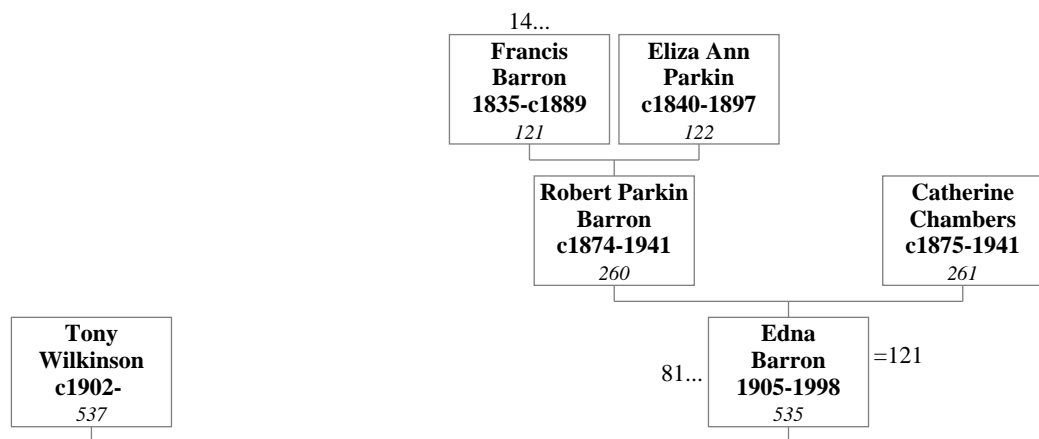 14...
Francis
Barron
1835-c1889
121
Eliza Ann
Parkin
c1840-1897
122
Robert Parkin
Barron
c1874-1941
260
Catherine
Chambers
c1875-1941
261
Tony
Wilkinson
c1902-
537
81...
Edna
Barron
1905-1998
535
=121